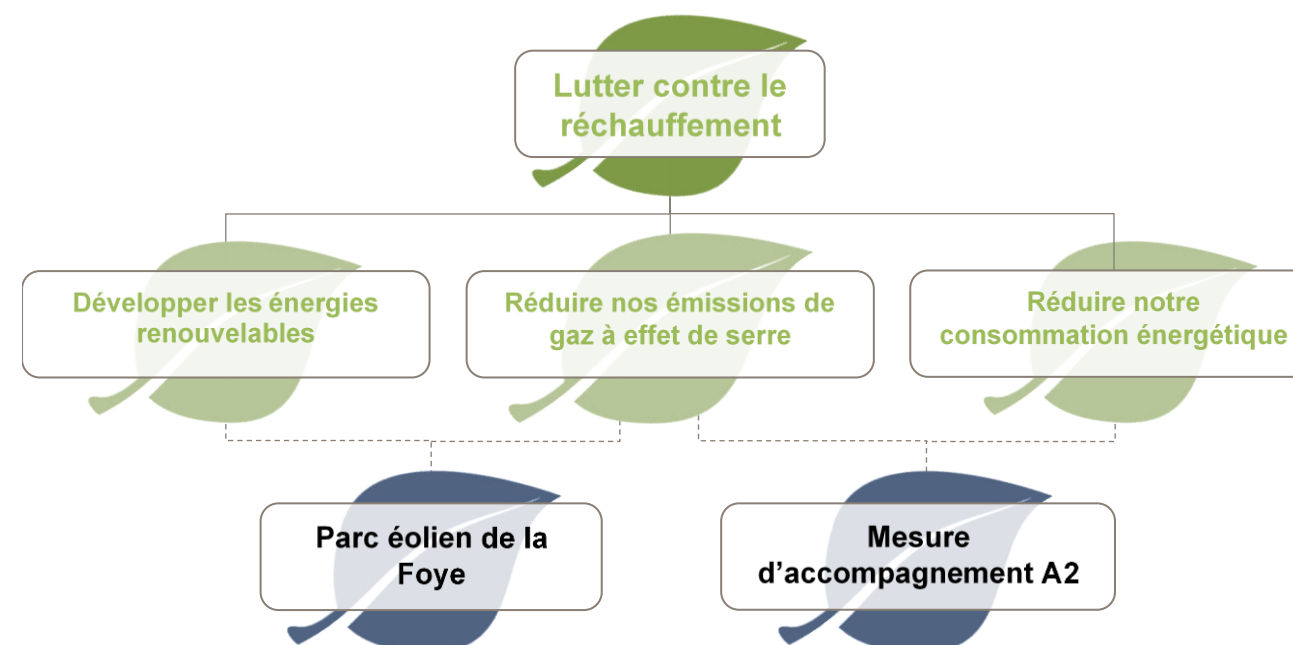 Lutter contre le
réchauffement
Développer les énergies
renouvelables
Réduire nos émissions de
gaz à effet de serre
Réduire notre
consommation énergétique
Parc éolien de la
Foye
Mesure
d’accompagnement A2